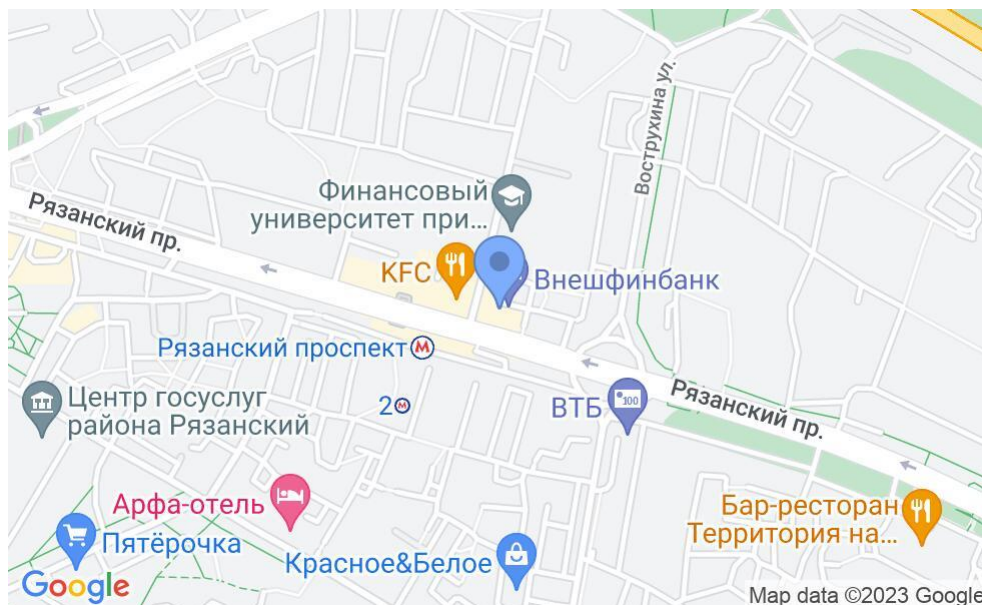 Вострухина ул.
Финансовый
университет при...
Рязанский пр.
KFC
Внешфинбанк
Рязанский проспект
М
Центр госуслуг
района Рязанский
2
М
ВТБ
100
Рязанский пр.
Арфа-отель
Бар-ресторан
Территория на...
Пятёрочка
Красное&Белое
Google
Map data ©2023 Google